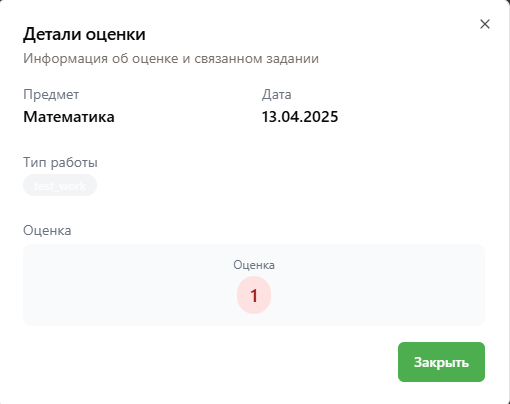 Детали оценки
Информация об оценке и связанном задании
Предмет
Дата
Математика
13.04.2025
Тип работы
test_work
Оценка
Оценка
1
Закрыть